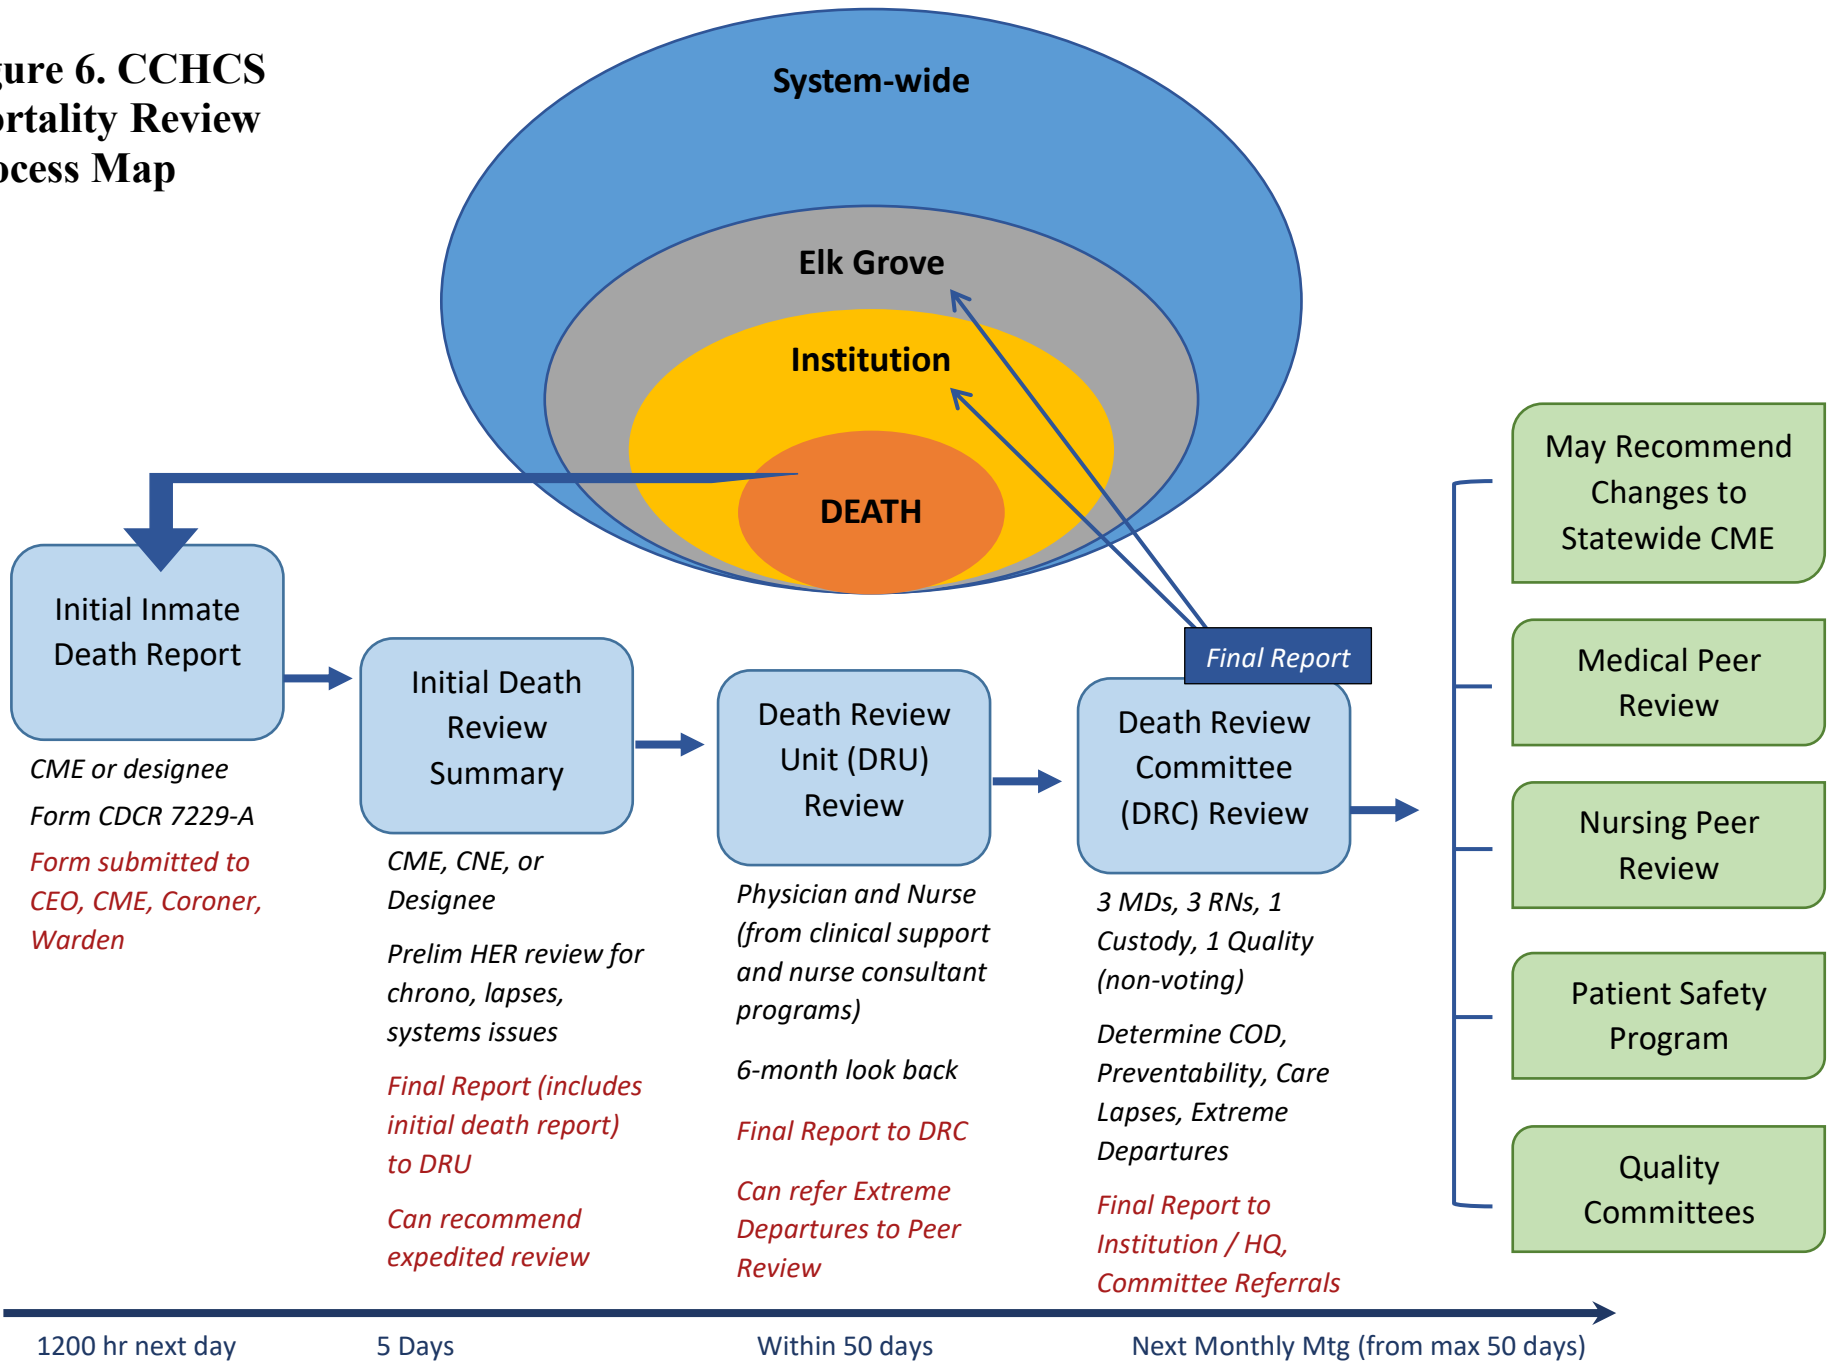 gure 6. CCHCS
ortality Review
ocess Map
System-wide
Elk Grove
Institution
DEATH
Initial Inmate
Death Report
CME or designee
Form CDCR 7229-A
Form submitted to
CEO, CME, Coroner,
Warden
Initial Death
Review
Summary
CME, CNE, or
Designee
Prelim HER review for
chrono, lapses,
systems issues
Final Report (includes
initial death report)
to DRU
Can recommend
expedited review
Death Review
Unit (DRU)
Review
Physician and Nurse
(from clinical support
and nurse consultant
programs)
6-month look back
Final Report to DRC
Can refer Extreme
Departures to Peer
Review
Final Report
Death Review
Committee
(DRC) Review
3 MDs, 3 RNs, 1
Custody, 1 Quality
(non-voting)
Determine COD,
Preventability, Care
Lapses, Extreme
Departures
Final Report to
Institution / HQ,
Committee Referrals
May Recommend
Changes to
Statewide CME
Medical Peer
Review
Nursing Peer
Review
Patient Safety
Program
Quality
Committees
1200 hr next day
5 Days
Within 50 days
Next Monthly Mtg (from max 50 days)